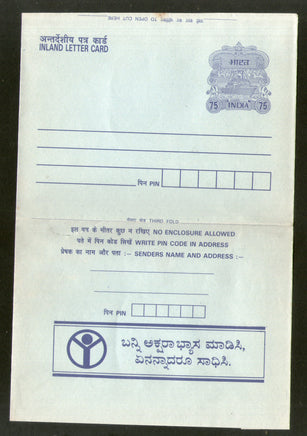 यहाँ काट कर खोलिए TO OPEN CUT HERE
अन्तर्देशीय पत्र कार्ड
INLAND LETTER CARD
भारत
75 INDIA 75
पिन PIN
तीसरा मोड़ THIRD FOLD
इस पत्र के भीतर कुछ न रखिए NO ENCLOSURE ALLOWED
पते में पिन कोड लिखें WRITE PIN CODE IN ADDRESS
प्रेषक का नाम और पता :- SENDERS NAME AND ADDRESS :-
पिन PIN
ಬನ್ನಿ ಅಕ್ಷರಾಭ್ಯಾಸ ಮಾಡಿಸಿ,
ಏನನ್ನಾದರೂ ಸಾಧಿಸಿ.